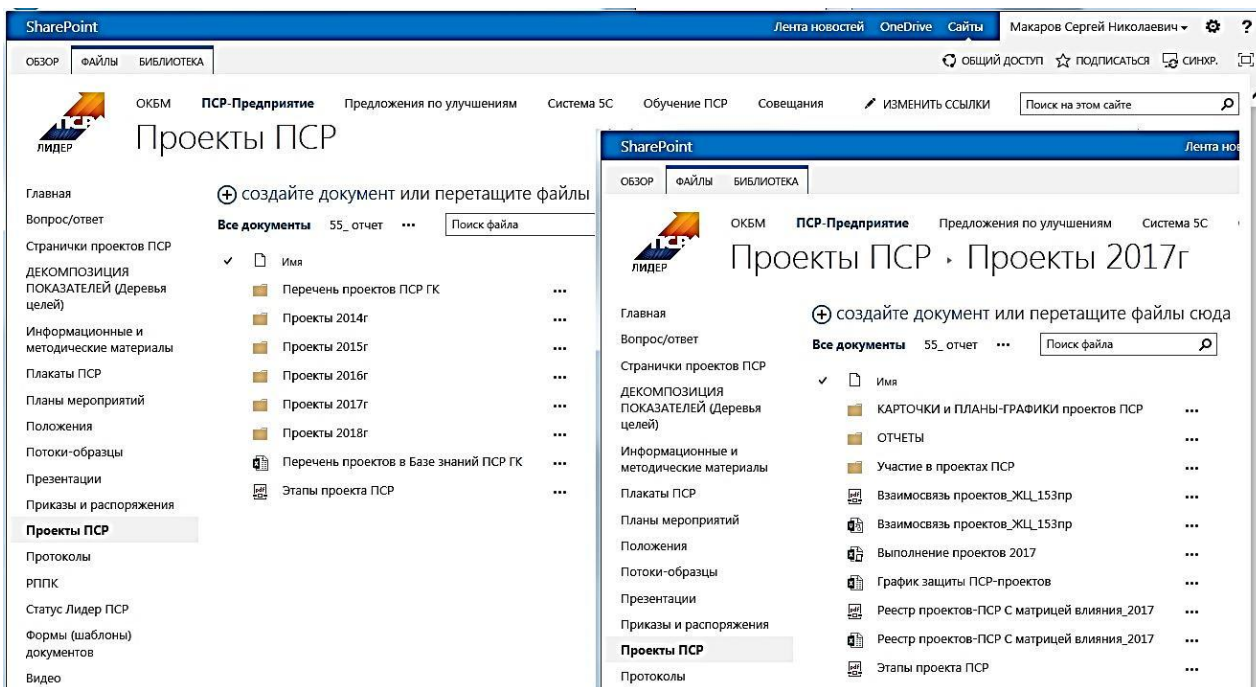 SharePoint
Лента новостей OneDrive Сайты Макаров Сергей Николаевич ?
ОБЗОР ФАЙЛЫ БИБЛИОТЕКА
ОБЩИЙ ДОСТУП ПОДПИСАТЬСЯ СИНХР.
ПСР
ЛИДЕР
ОКБМ ПСР-Предприятие Предложения по улучшениям Система 5С Обучение ПСР Совещания ИЗМЕНИТЬ ССЫЛКИ
Поиск на этом сайте
Проекты ПСР
Главная
Вопрос/ответ
Странички проектов ПСР
ДЕКОМПОЗИЦИЯ
ПОКАЗАТЕЛЕЙ (Деревья
целей)
Информационные и
методические материалы
Плакаты ПСР
Планы мероприятий
Положения
Потоки-образцы
Презентации
Приказы и распоряжения
Проекты ПСР
Протоколы
РППК
Статус Лидер ПСР
Формы (шаблоны)
документов
Видео
создайте документ или перетащите файлы
Все документы 55_ отчет ••• Поиск файла
Имя
Перечень проектов ПСР ГК •••
Проекты 2014г •••
Проекты 2015г •••
Проекты 2016г •••
Проекты 2017г •••
Проекты 2018г •••
Перечень проектов в Базе знаний ПСР ГК •••
Этапы проекта ПСР •••
SharePoint
Лента нов
ОБЗОР ФАЙЛЫ БИБЛИОТЕКА
ПСР
ЛИДЕР
ОКБМ ПСР-Предприятие Предложения по улучшениям Система 5С
Проекты ПСР Проекты 2017г
Главная
Вопрос/ответ
Странички проектов ПСР
ДЕКОМПОЗИЦИЯ
ПОКАЗАТЕЛЕЙ (Деревья
целей)
Информационные и
методические материалы
Плакаты ПСР
Планы мероприятий
Положения
Потоки-образцы
Презентации
Приказы и распоряжения
Проекты ПСР
Протоколы
создайте документ или перетащите файлы сюда
Все документы 55_ отчет ••• Поиск файла
Имя
КАРТОЧКИ и ПЛАНЫ-ГРАФИКИ проектов ПСР •••
ОТЧЕТЫ •••
Участие в проектах ПСР •••
Взаимосвязь проектов_ЖЦ_153пр •••
Взаимосвязь проектов_ЖЦ_153пр •••
Выполнение проектов 2017 •••
График защиты ПСР-проектов •••
Реестр проектов-ПСР С матрицей влияния_2017 •••
Реестр проектов-ПСР С матрицей влияния_2017 •••
Этапы проекта ПСР •••